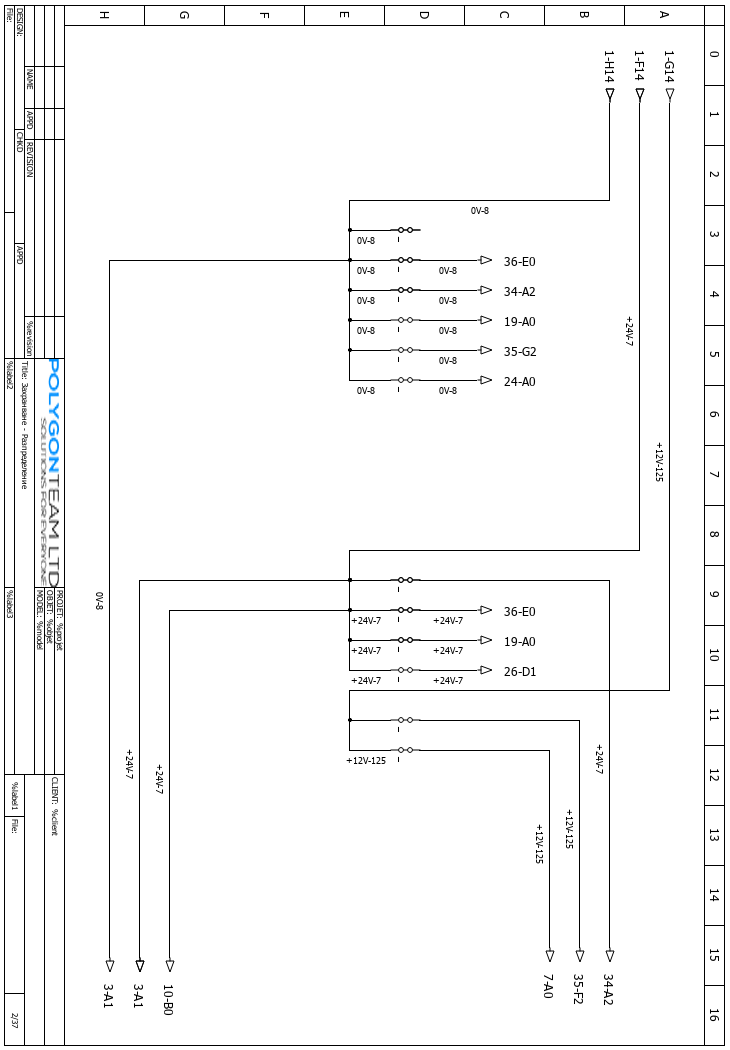 H G F E D C B A
0
1
2
3
4
5
6
7
8
9
10
11
12
13
14
15
16
1-H14
1-F14
1-G14
0V-8
0V-8
0V-8
0V-8
36-E0
0V-8
0V-8
34-A2
0V-8
0V-8
19-A0
0V-8
35-G2
0V-8
0V-8
24-A0
+24V-7
+12V-125
0V-8
+24V-7
+24V-7
36-E0
+24V-7
+24V-7
19-A0
+24V-7
+24V-7
26-D1
+12V-125
+24V-7
+24V-7
+24V-7
+12V-125
+12V-125
3-A1
3-A1
10-B0
7-A0
35-F2
34-A2
NAME
APPD
REVISION
%revision
DESIGN:
CHKD
APPD
File:
POLYGONTEAM LTD
SOLUTIONS FOR EVERYONE
Title: Захранване - Разпределение
%label2
PROJET: %projet
OBJET: %objet
MODEL: %model
%label3
CLIENT: %client
%label1
File:
2/37